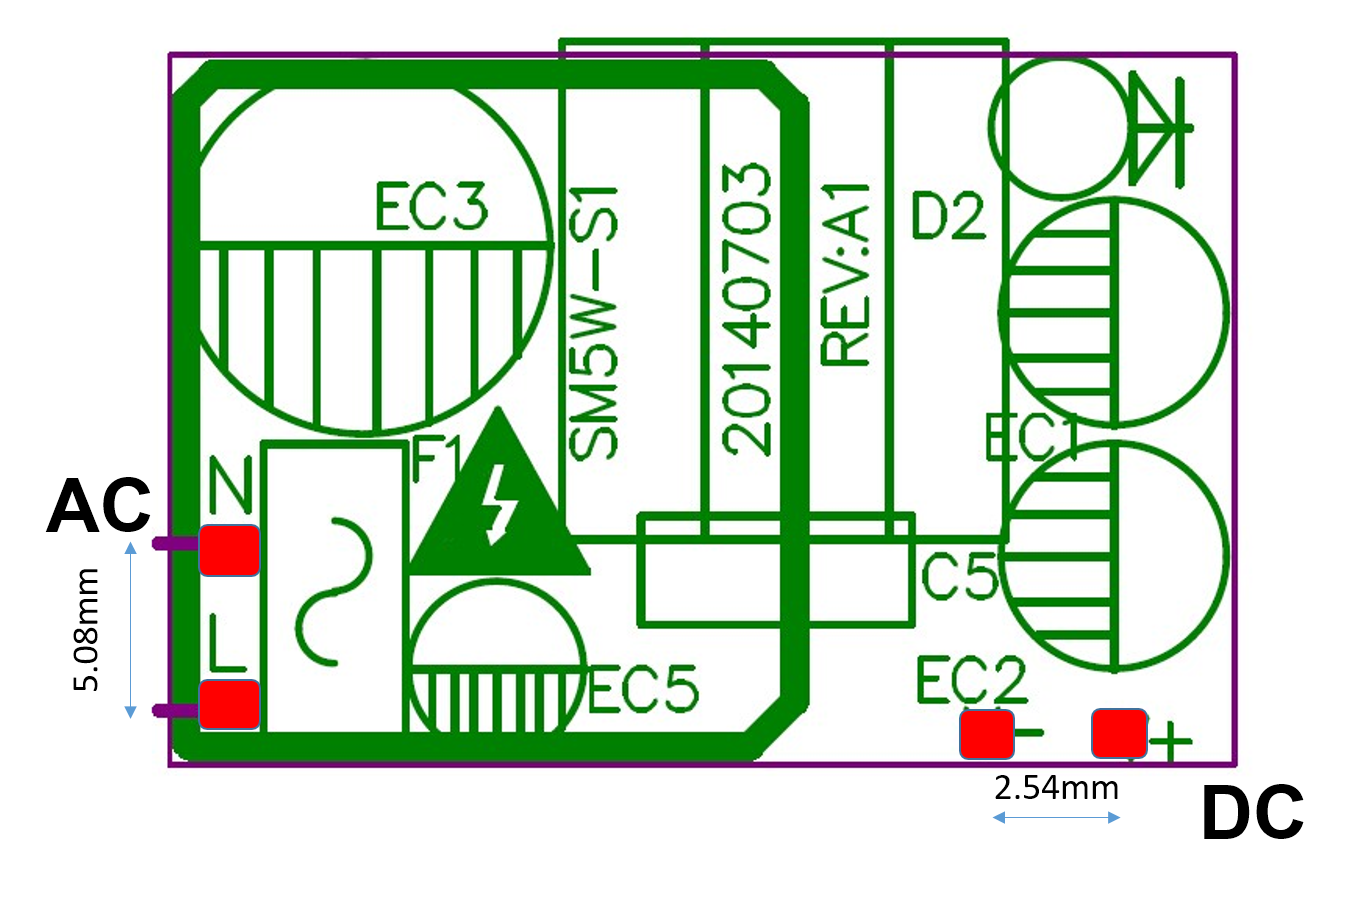 EC3
SM5W-S1
20140703
REV:A1
D2
EC1
F1
N
AC
5.08mm
L
C5
EC5
EC2
-
+
2.54mm
DC